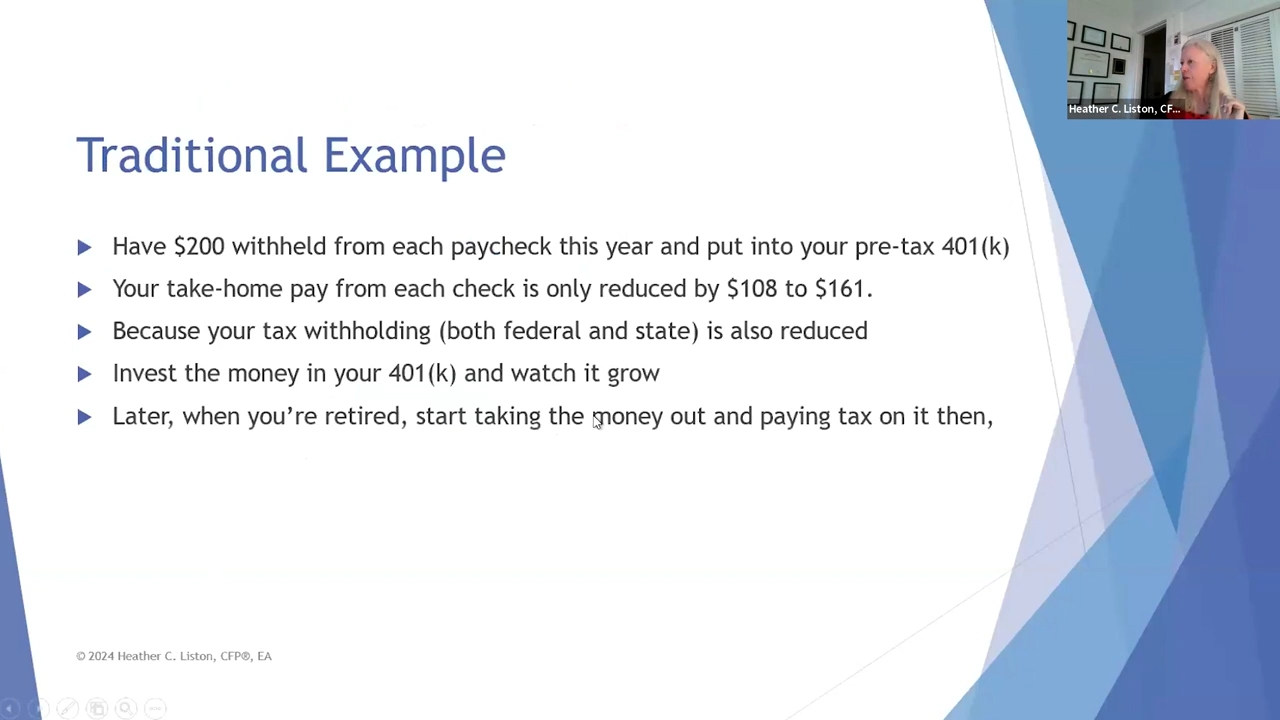 Heather C. Liston, CF...
Traditional Example
Have $200 withheld from each paycheck this year and put into your pre-tax 401(k)
Your take-home pay from each check is only reduced by $108 to $161.
Because your tax withholding (both federal and state) is also reduced
Invest the money in your 401(k) and watch it grow
Later, when you’re retired, start taking the money out and paying tax on it then,
© 2024 Heather C. Liston, CFP®, EA